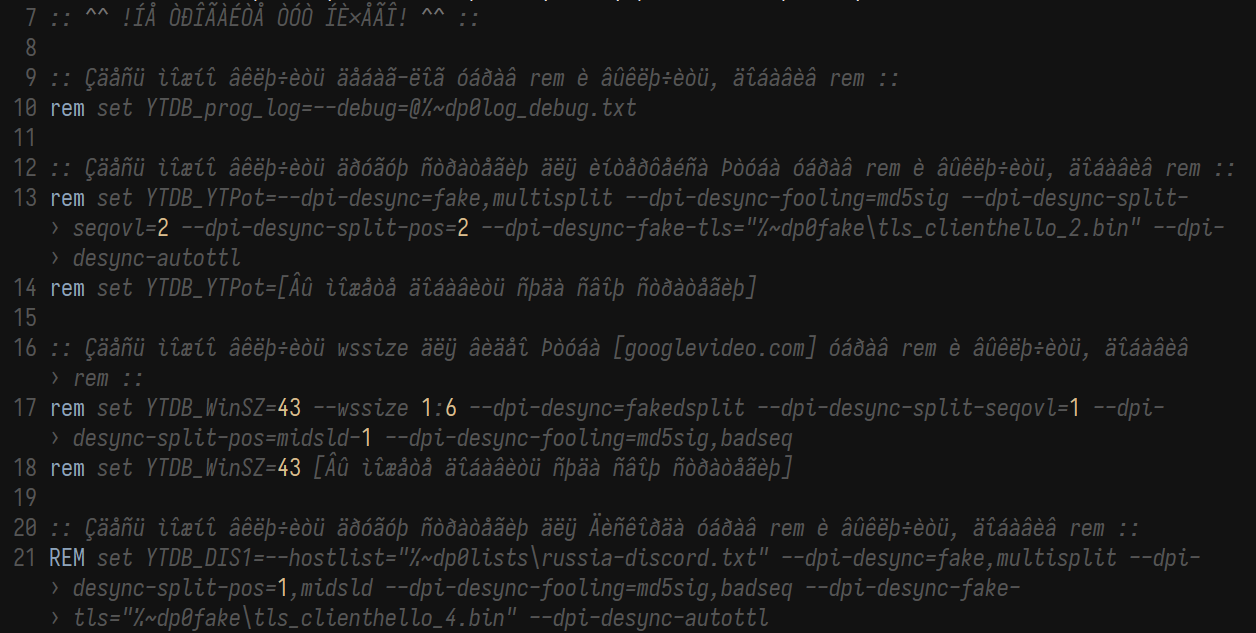 7 :: ^^ !ÍÅ ÒÐÎÃÀÉÒÅ ÒÓÒ ÍÈ×ÅÃÎ! ^^ ::
8
9 :: Çäåñü ìîæíî âêëþ÷èòü äåáàã-ëîã óáðàâ rem è âûêëþ÷èòü, äîáàâèâ rem ::
10 rem set YTDB_prog_log=--debug=@%~dp0log_debug.txt
11
12 :: Çäåñü ìîæíî âêëþ÷èòü äðóãóþ ñòðàòåãèþ äëÿ èíòåðôåéñà Þòóáà óáðàâ rem è âûêëþ÷èòü, äîáàâèâ rem ::
13 rem set YTDB_YTPot=--dpi-desync=fake,multisplit --dpi-desync-fooling=md5sig --dpi-desync-split-
› seqovl=2 --dpi-desync-split-pos=2 --dpi-desync-fake-tls="%~dp0fake\tls_clienthello_2.bin" --dpi-
› desync-autottl
14 rem set YTDB_YTPot=[Âû ìîæåòå äîáàâèòü ñþäà ñâîþ ñòðàòåãèþ]
15
16 :: Çäåñü ìîæíî âêëþ÷èòü wssize äëÿ âèäåî Þòóáà [googlevideo.com] óáðàâ rem è âûêëþ÷èòü, äîáàâèâ
› rem ::
17 rem set YTDB_WinSZ=43 --wssize 1:6 --dpi-desync=fakedsplit --dpi-desync-split-seqovl=1 --dpi-
› desync-split-pos=midsld-1 --dpi-desync-fooling=md5sig,badseq
18 rem set YTDB_WinSZ=43 [Âû ìîæåòå äîáàâèòü ñþäà ñâîþ ñòðàòåãèþ]
19
20 :: Çäåñü ìîæíî âêëþ÷èòü äðóãóþ ñòðàòåãèþ äëÿ Äèñêîðäà óáðàâ rem è âûêëþ÷èòü, äîáàâèâ rem ::
21 REM set YTDB_DIS1=--hostlist="%~dp0lists\russia-discord.txt" --dpi-desync=fake,multisplit --dpi-
› desync-split-pos=1,midsld --dpi-desync-fooling=md5sig,badseq --dpi-desync-fake-
› tls="%~dp0fake\tls_clienthello_4.bin" --dpi-desync-autottl